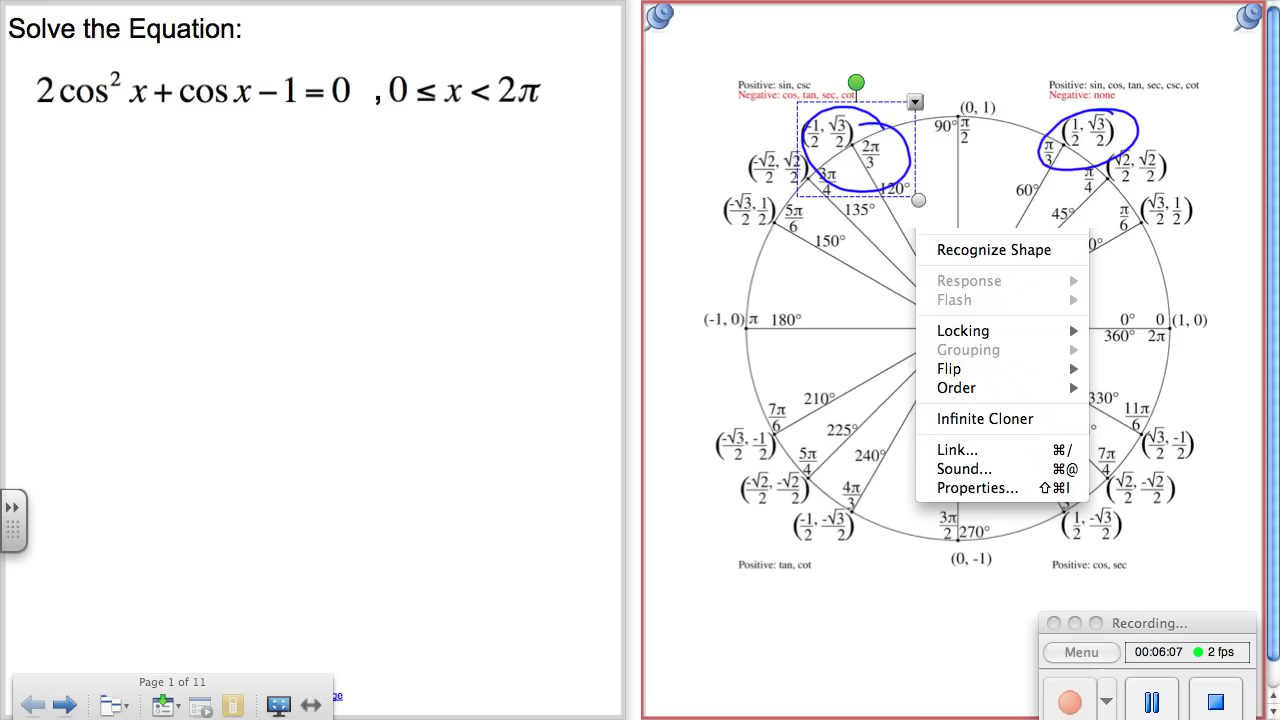 Solve the Equation:
2cos² x + cos x − 1 = 0 , 0 ≤ x < 2π
Positive: sin, csc
Negative: cos, tan, sec, cot
Positive: sin, cos, tan, sec, csc, cot
Negative: none
(0, 1)
90° π/2
(-1/2, √3/2)
2π/3
120°
(1/2, √3/2)
π/3
60°
(-√2/2, √2/2)
3π/4
135°
(√2/2, √2/2)
π/4
45°
(-√3/2, 1/2)
5π/6
150°
(√3/2, 1/2)
π/6
0°
(-1, 0) π 180°
0° 0 (1, 0)
360° 2π
210°
7π/6
(-√3/2, -1/2)
330°
11π/6
(√3/2, -1/2)
225°
5π/4
(-√2/2, -√2/2)
7π/4
(√2/2, -√2/2)
240°
4π/3
(-1/2, -√3/2)
3π/2 270°
(1/2, -√3/2)
(0, -1)
Positive: tan, cot
Positive: cos, sec
Recognize Shape
Response
Flash
Locking
Grouping
Flip
Order
Infinite Cloner
Link... ⌘/
Sound... ⌘@
Properties... ⇧⌘I
Recording...
Menu 00:06:07 2 fps
Page 1 of 11
ge